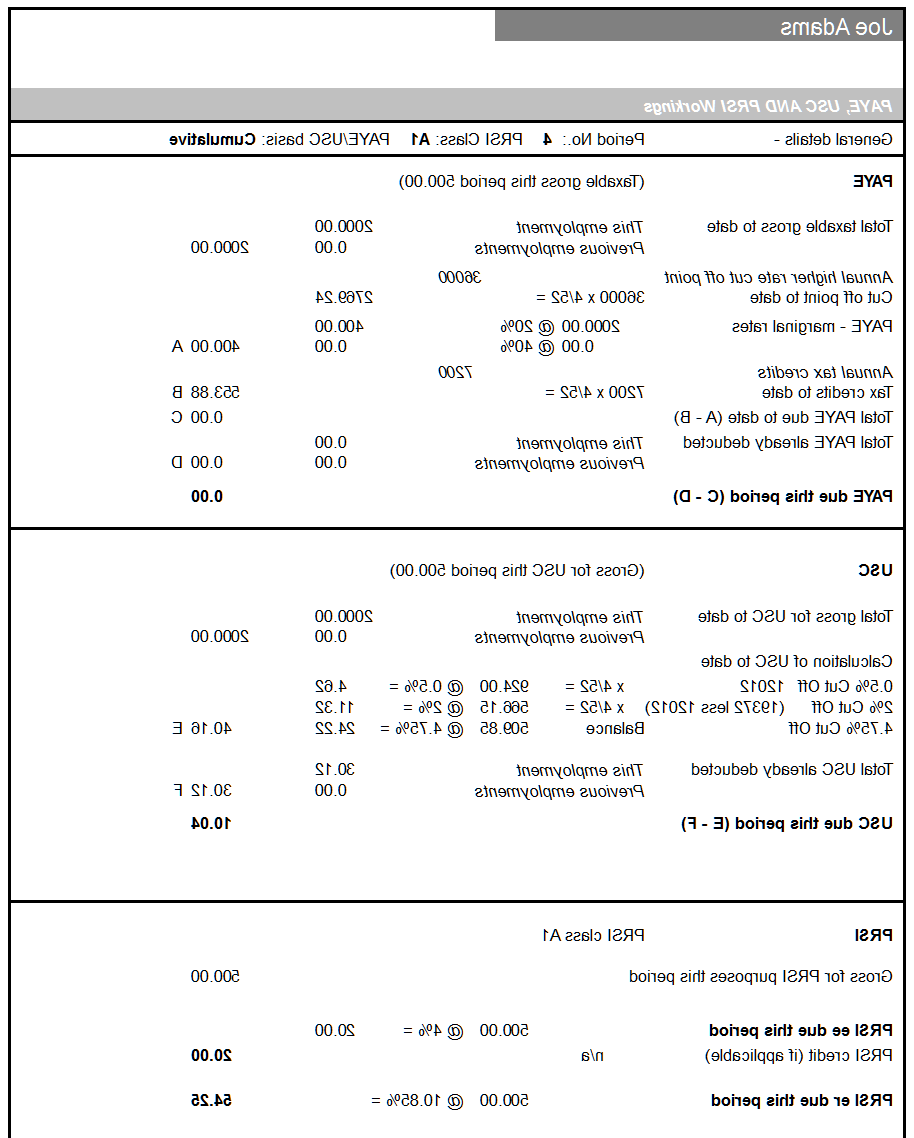 Joe Adams
PAYE, USC AND PRSI Workings
General details - Period No.: 4 PRSI Class: A1 PAYE/USC basis: Cumulative
PAYE (Taxable gross this period 500.00)
Total taxable gross to date This employment 2000.00
Previous employments 0.00 2000.00
Annual higher rate cut off point 36000
Cut off point to date 36000 x 4/52 = 2769.24
PAYE - marginal rates 2000.00 @ 20% 400.00
0.00 @ 40% 0.00 400.00 A
Annual tax credits 7200
Tax credits to date 7200 x 4/52 = 553.88 B
Total PAYE due to date (A - B) 0.00 C
Total PAYE already deducted This employment 0.00
Previous employments 0.00 0.00 D
PAYE due this period (C - D) 0.00
USC (Gross for USC this period 500.00)
Total gross for USC to date This employment 2000.00
Previous employments 0.00 2000.00
Calculation of USC to date
0.5% Cut Off 12012 x 4/52 = 924.00 @ 0.5% = 4.62
2% Cut Off (19372 less 12012) x 4/52 = 566.15 @ 2% = 11.32
4.75% Cut Off Balance 509.85 @ 4.75% = 24.22 40.16 E
Total USC already deducted This employment 30.12
Previous employments 0.00 30.12 F
USC due this period (E - F) 10.04
PRSI PRSI class A1
Gross for PRSI purposes this period 500.00
PRSI ee due this period 500.00 @ 4% = 20.00
PRSI credit (if applicable) n/a 20.00
PRSI er due this period 500.00 @ 10.85% = 54.25